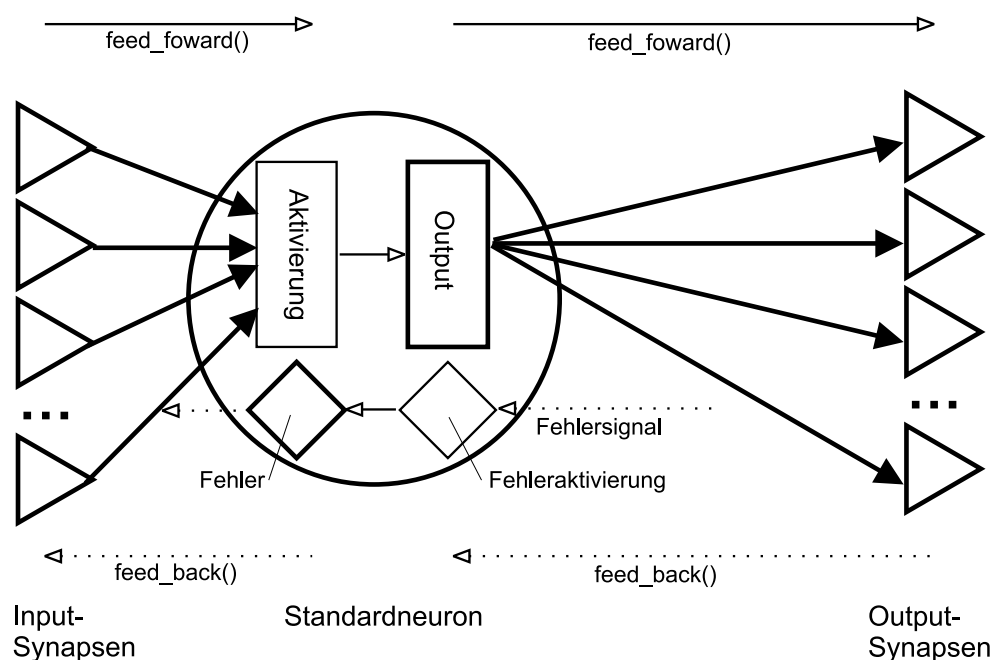 feed_foward()
feed_foward()
Aktivierung
Output
...
...
Fehlersignal
Fehler
Fehleraktivierung
feed_back()
feed_back()
Input-
Synapsen
Standardneuron
Output-
Synapsen